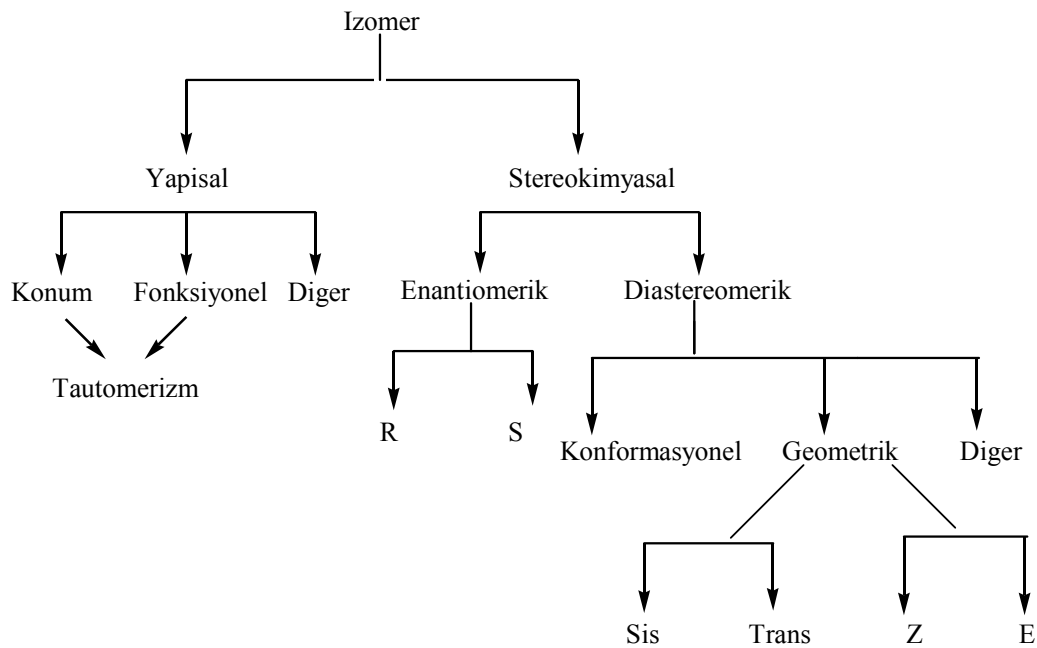 Izomer
Yapisal Stereokimyasal
Konum Fonksiyonel Diger Enantiomerik Diastereomerik
Tautomerizm
R S
Konformasyonel Geometrik Diger
Sis Trans Z E